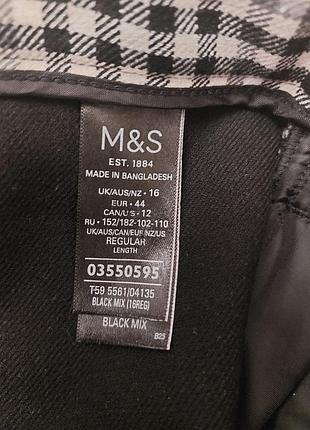 M&S
EST. 1884
MADE IN BANGLADESH
UK/AUS/NZ • 16
EUR • 44
CAN/US • 12
RU • 152/182-102-110
UK/AUS/CAN/EUR/NZ/US
REGULAR
LENGTH
03550595
T59 5561/04135
BLACK MIX (16REG)
BLACK MIX
B25